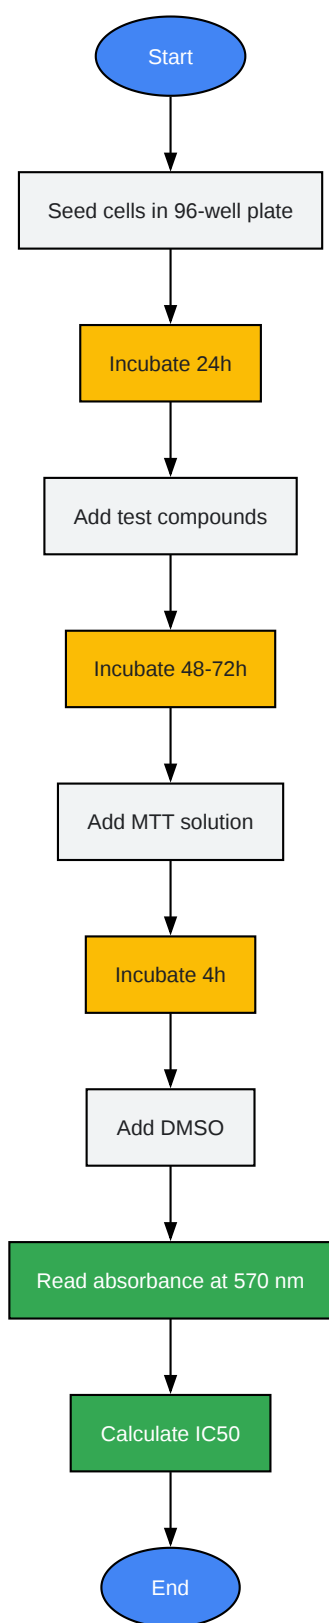 Start
Seed cells in 96-well plate
Incubate 24h
Add test compounds
Incubate 48-72h
Add MTT solution
Incubate 4h
Add DMSO
Read absorbance at 570 nm
Calculate IC50
End